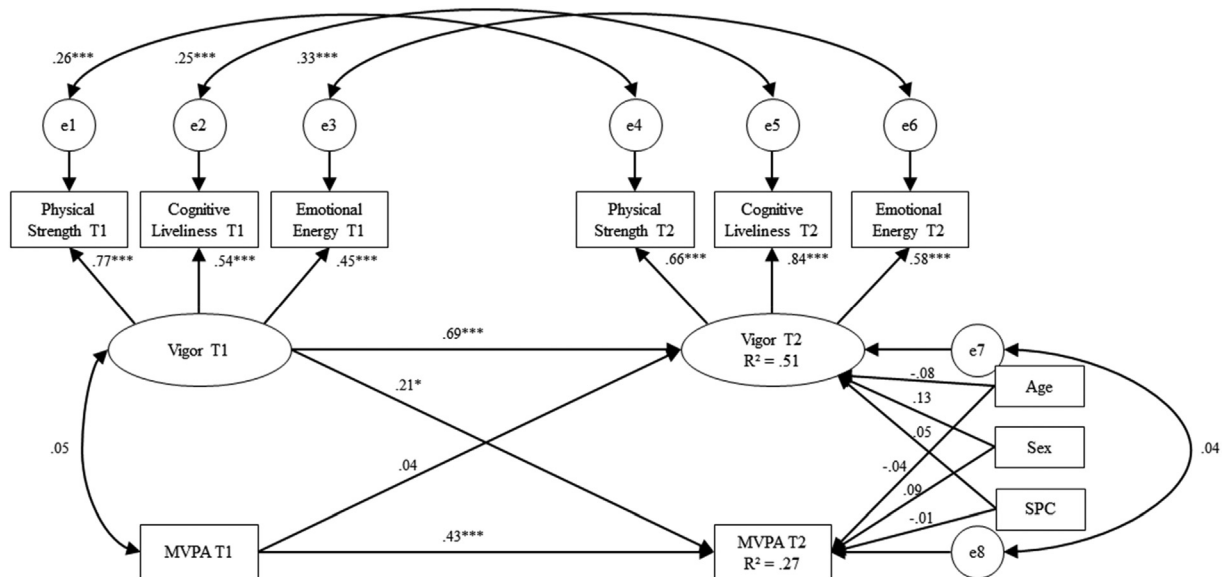 .26***
.25***
.33***
e1
e2
e3
e4
e5
e6
Physical
Strength T1
Cognitive
Liveliness T1
Emotional
Energy T1
Physical
Strength T2
Cognitive
Liveliness T2
Emotional
Energy T2
.77***
.54***
.45***
.66***
.84***
.58***
Vigor T1
.69***
Vigor T2
R² = .51
e7
-.08
Age
.21*
.13
.05
.05
Sex
.04
.04
-.04
.09
SPC
-.01
MVPA T1
.43***
MVPA T2
R² = .27
e8